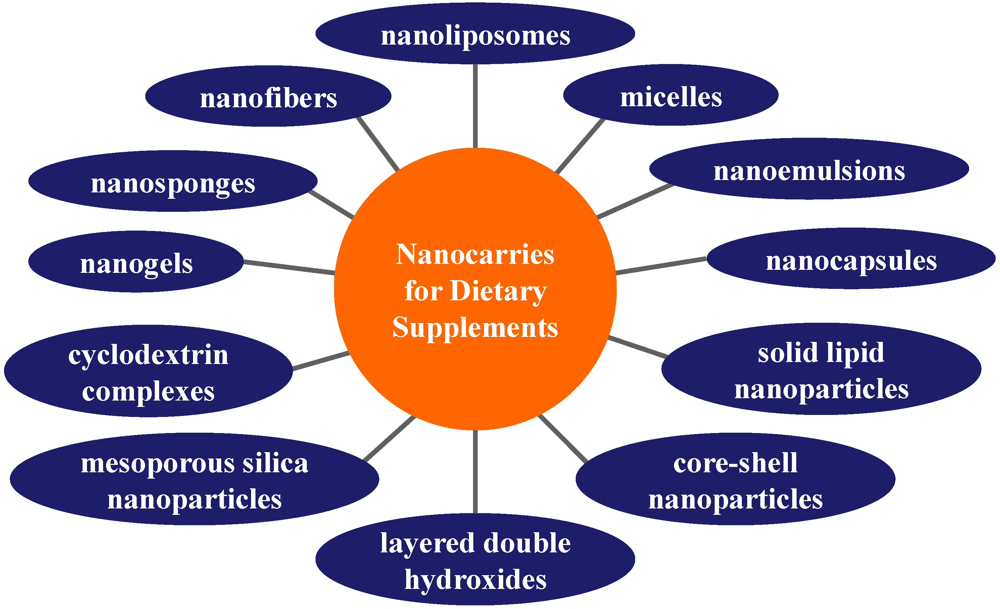 nanoliposomes
micelles
nanoemulsions
nanocapsules
solid lipid
nanoparticles
core-shell
nanoparticles
layered double
hydroxides
mesoporous silica
nanoparticles
cyclodextrin
complexes
nanogels
nanosponges
nanofibers
Nanocarries
for Dietary
Supplements